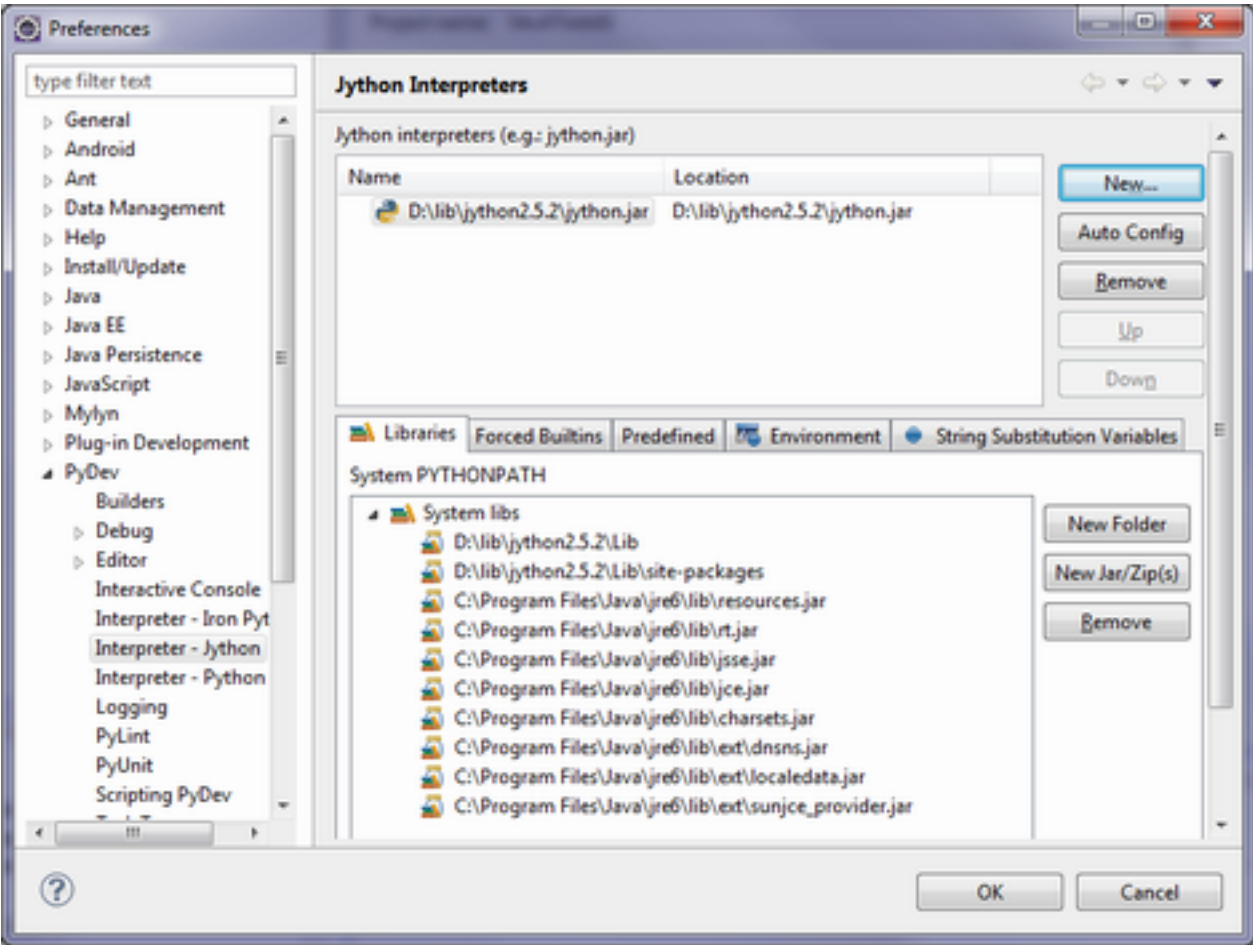 Preferences
type filter text
General
Android
Ant
Data Management
Help
Install/Update
Java
Java EE
Java Persistence
JavaScript
Mylyn
Plug-in Development
PyDev
Builders
Debug
Editor
Interactive Console
Interpreter - Iron Pyt
Interpreter - Jython
Interpreter - Python
Logging
PyLint
PyUnit
Scripting PyDev
Jython Interpreters
Jython interpreters (e.g.: jython.jar)
Name Location
D:\lib\jython2.5.2\jython.jar D:\lib\jython2.5.2\jython.jar
New...
Auto Config
Remove
Up
Down
Libraries Forced Builtins Predefined Environment String Substitution Variables
System PYTHONPATH
System libs
D:\lib\jython2.5.2\Lib
D:\lib\jython2.5.2\Lib\site-packages
C:\Program Files\Java\jre6\lib\resources.jar
C:\Program Files\Java\jre6\lib\rt.jar
C:\Program Files\Java\jre6\lib\jsse.jar
C:\Program Files\Java\jre6\lib\jce.jar
C:\Program Files\Java\jre6\lib\charsets.jar
C:\Program Files\Java\jre6\lib\ext\dnsns.jar
C:\Program Files\Java\jre6\lib\ext\localedata.jar
C:\Program Files\Java\jre6\lib\ext\sunjce_provider.jar
New Folder
New Jar/Zip(s)
Remove
OK Cancel